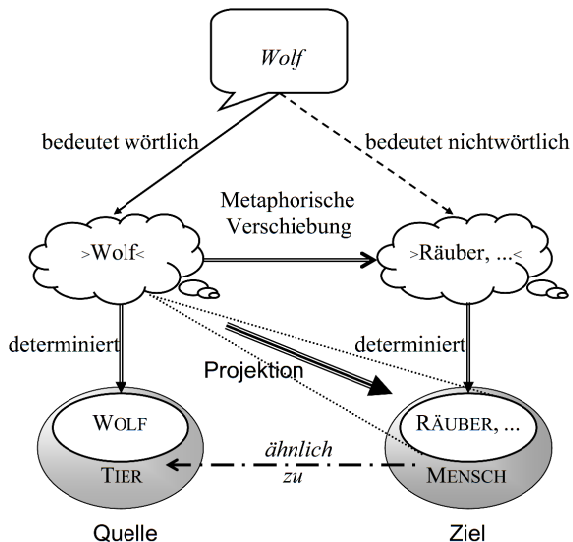 Wolf
bedeutet wörtlich
bedeutet nichtwörtlich
Metaphorische
Verschiebung
>Wolf<
>Räuber, ...<
determiniert
determiniert
Projektion
WOLF
RÄUBER, ...
TIER
ähnlich
zu
MENSCH
Quelle
Ziel